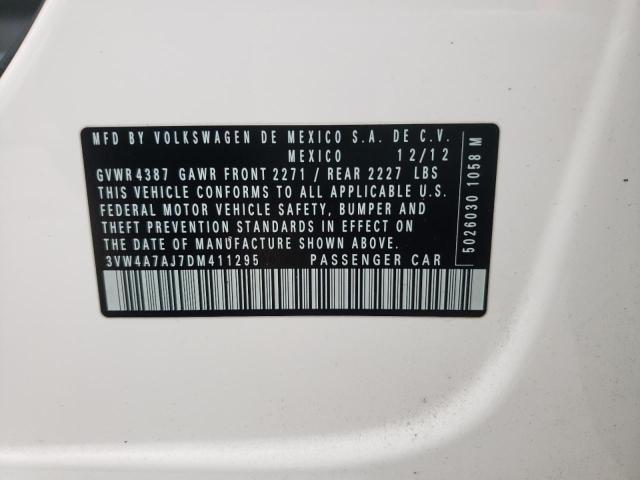 MFD BY VOLKSWAGEN DE MEXICO S.A. DE C.V.
MEXICO 12/12
GVWR 4387 GAWR FRONT 2271 / REAR 2227 LBS
THIS VEHICLE CONFORMS TO ALL APPLICABLE U.S.
FEDERAL MOTOR VEHICLE SAFETY, BUMPER AND
THEFT PREVENTION STANDARDS IN EFFECT ON
THE DATE OF MANUFACTURE SHOWN ABOVE.
3VW4A7AJ7DM411295 PASSENGER CAR
5026030 1058 M